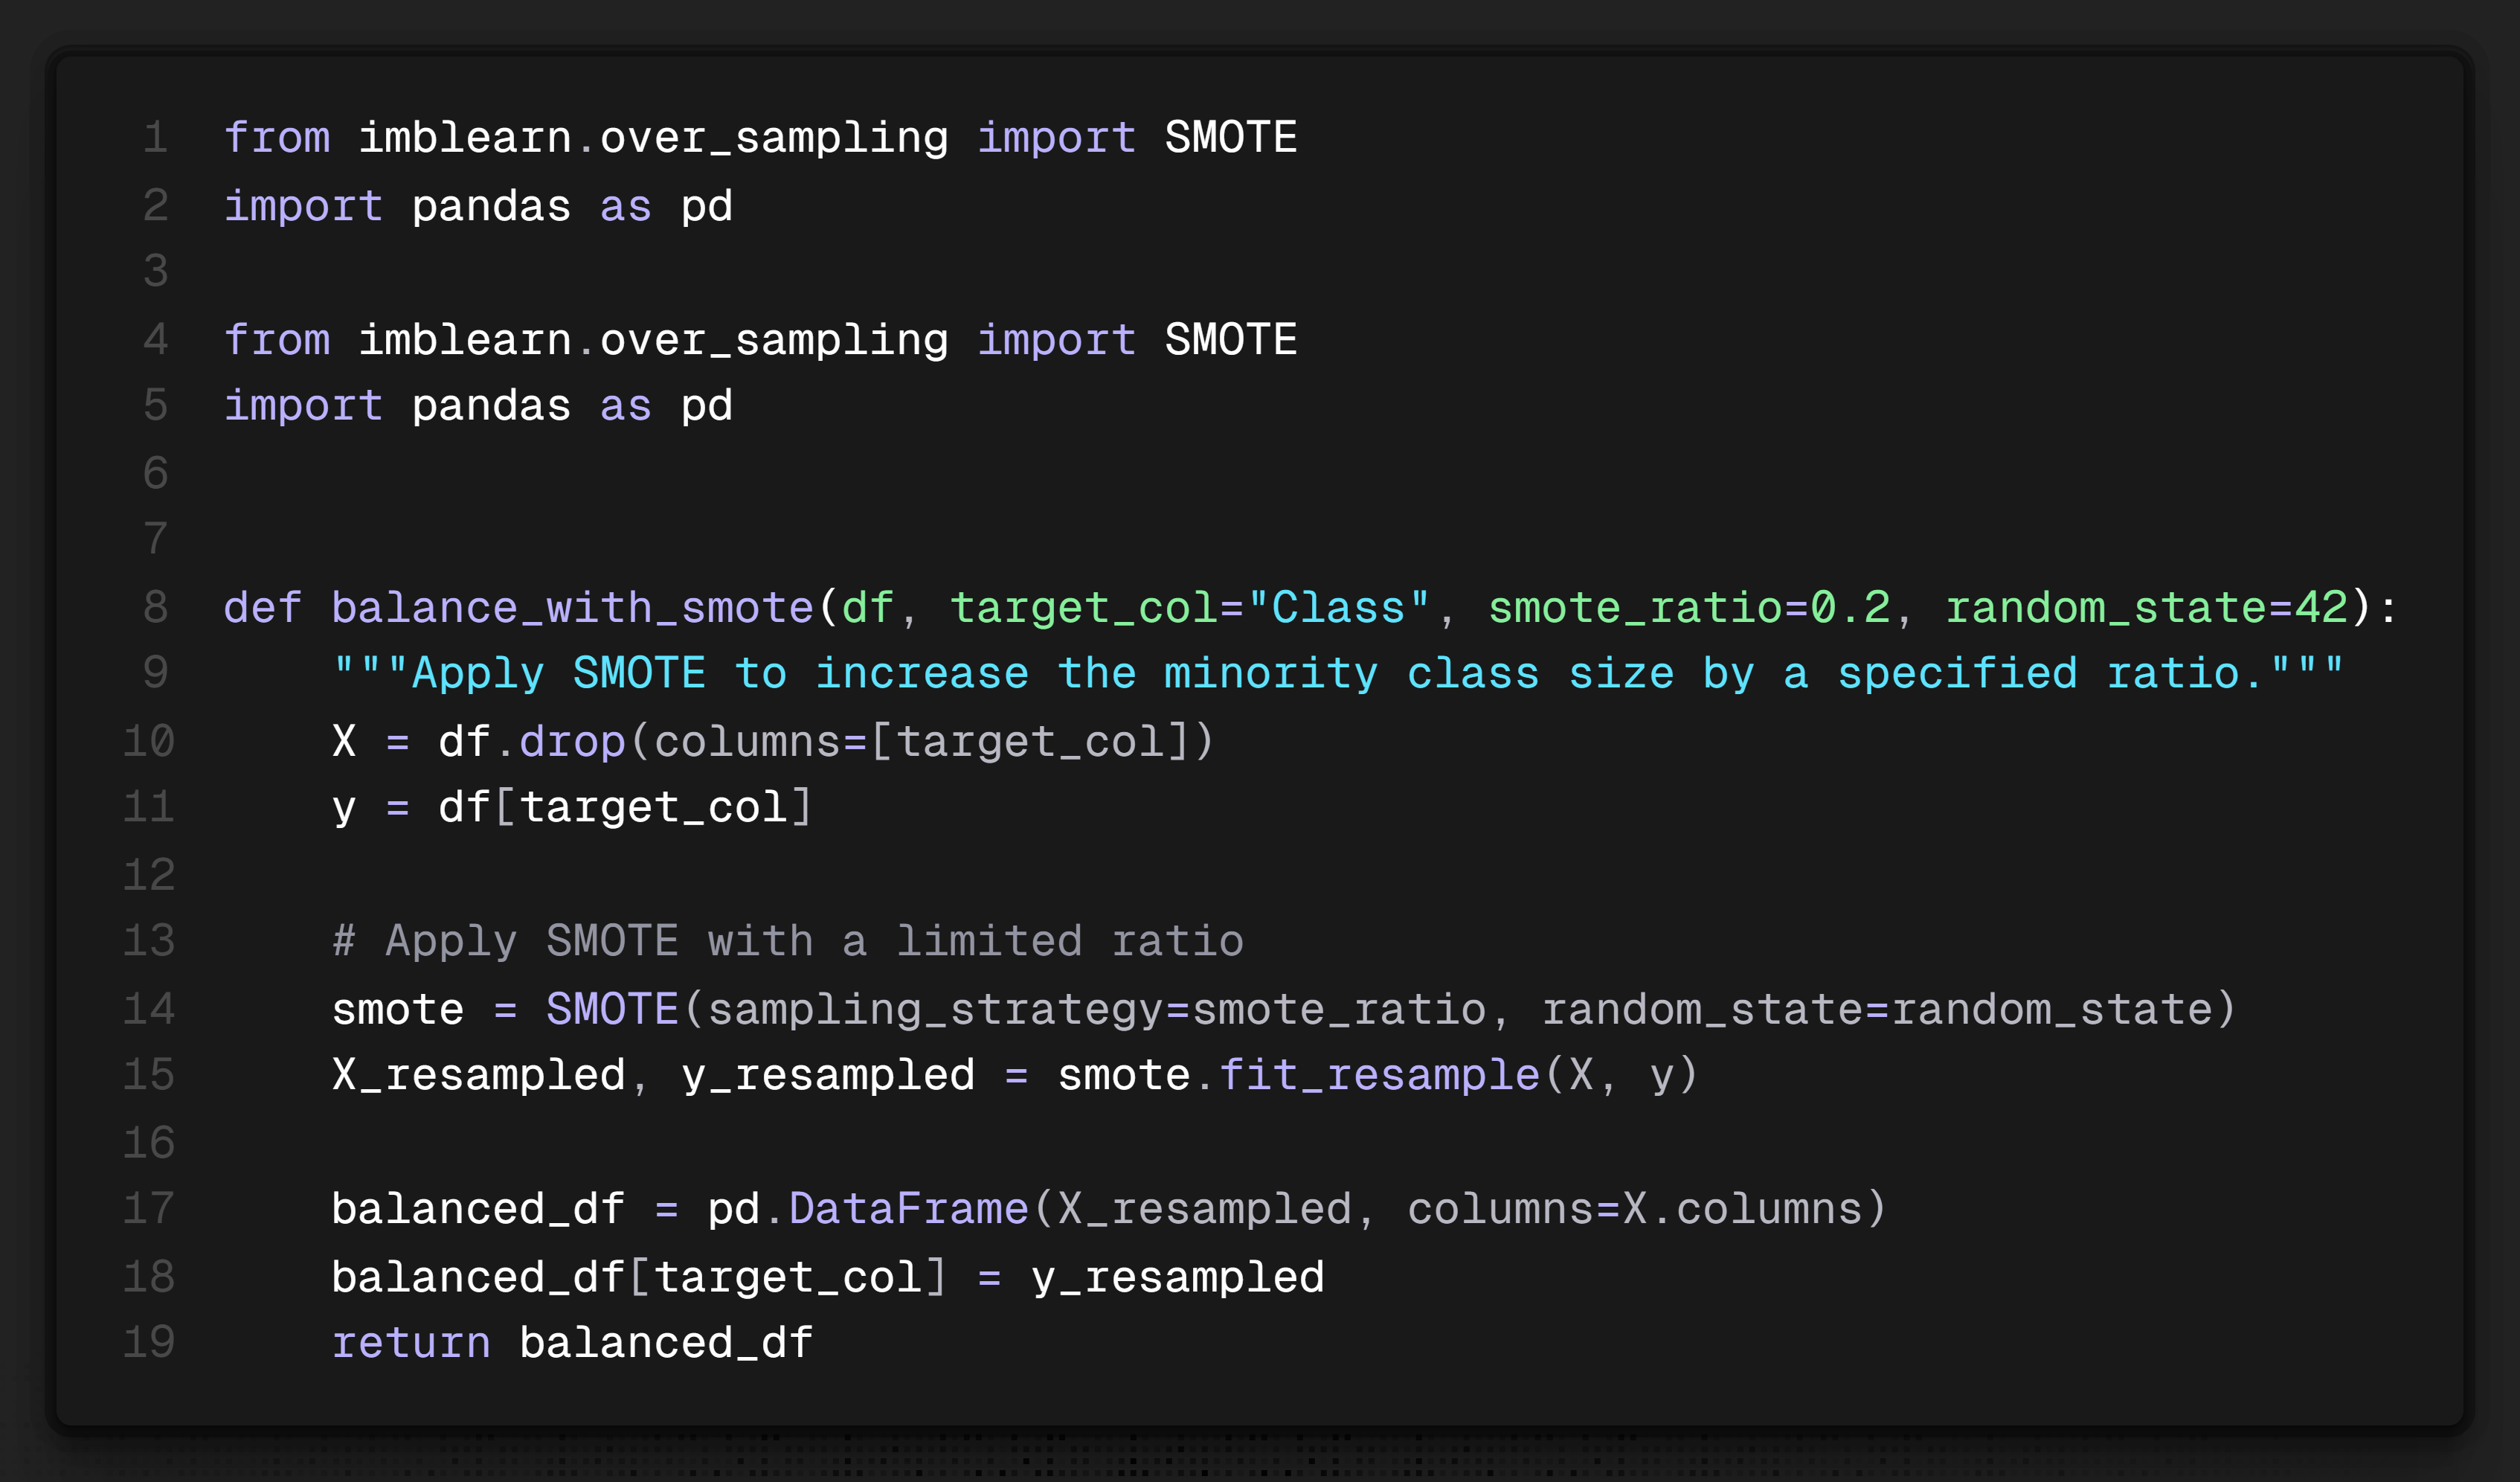 1 from imblearn.over_sampling import SMOTE
2 import pandas as pd
3
4 from imblearn.over_sampling import SMOTE
5 import pandas as pd
6
7
8 def balance_with_smote(df, target_col="Class", smote_ratio=0.2, random_state=42):
9     """Apply SMOTE to increase the minority class size by a specified ratio."""
10     X = df.drop(columns=[target_col])
11     y = df[target_col]
12
13     # Apply SMOTE with a limited ratio
14     smote = SMOTE(sampling_strategy=smote_ratio, random_state=random_state)
15     X_resampled, y_resampled = smote.fit_resample(X, y)
16
17     balanced_df = pd.DataFrame(X_resampled, columns=X.columns)
18     balanced_df[target_col] = y_resampled
19     return balanced_df